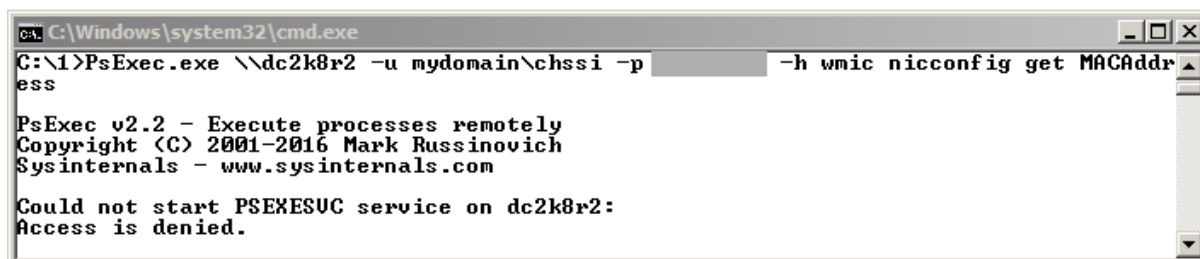 C:\Windows\system32\cmd.exe
C:\1>PsExec.exe \\dc2k8r2 -u mydomain\chssi -p -h wmic nicconfig get MACAddr
ess
PsExec v2.2 - Execute processes remotely
Copyright (C) 2001-2016 Mark Russinovich
Sysinternals - www.sysinternals.com
Could not start PSEXESVC service on dc2k8r2:
Access is denied.